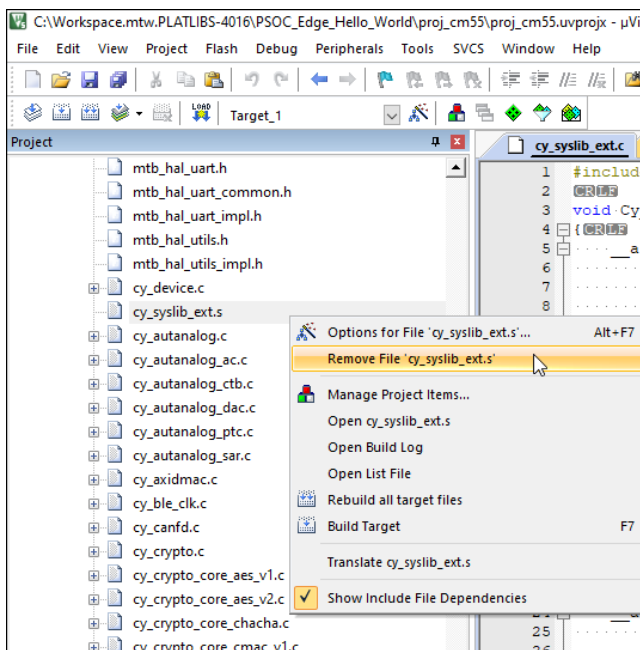 C:\Workspace.mtw.PLATLIBS-4016\PSOC_Edge_Hello_World\proj_cm55\proj_cm55.uvprojx - µVi
File Edit View Project Flash Debug Peripherals Tools SVCS Window Help
LOAD Target_1
Project
cy_syslib_ext.c
mtb_hal_uart.h
mtb_hal_uart_common.h
mtb_hal_uart_impl.h
mtb_hal_utils.h
mtb_hal_utils_impl.h
cy_device.c
cy_syslib_ext.s
cy_autanalog.c
cy_autanalog_ac.c
cy_autanalog_ctb.c
cy_autanalog_dac.c
cy_autanalog_ptc.c
cy_autanalog_sar.c
cy_axidmac.c
cy_ble_clk.c
cy_canfd.c
cy_crypto.c
cy_crypto_core_aes_v1.c
cy_crypto_core_aes_v2.c
cy_crypto_core_chacha.c
cy_crypto_core_cmac_v1.c
1 #includ
2 CRLF
3 void Cy
4 {CRLF
5 __a
6
7
8
Options for File 'cy_syslib_ext.s'... Alt+F7
Remove File 'cy_syslib_ext.s'
Manage Project Items...
Open cy_syslib_ext.s
Open Build Log
Open List File
Rebuild all target files
Build Target F7
Translate cy_syslib_ext.s
Show Include File Dependencies
25